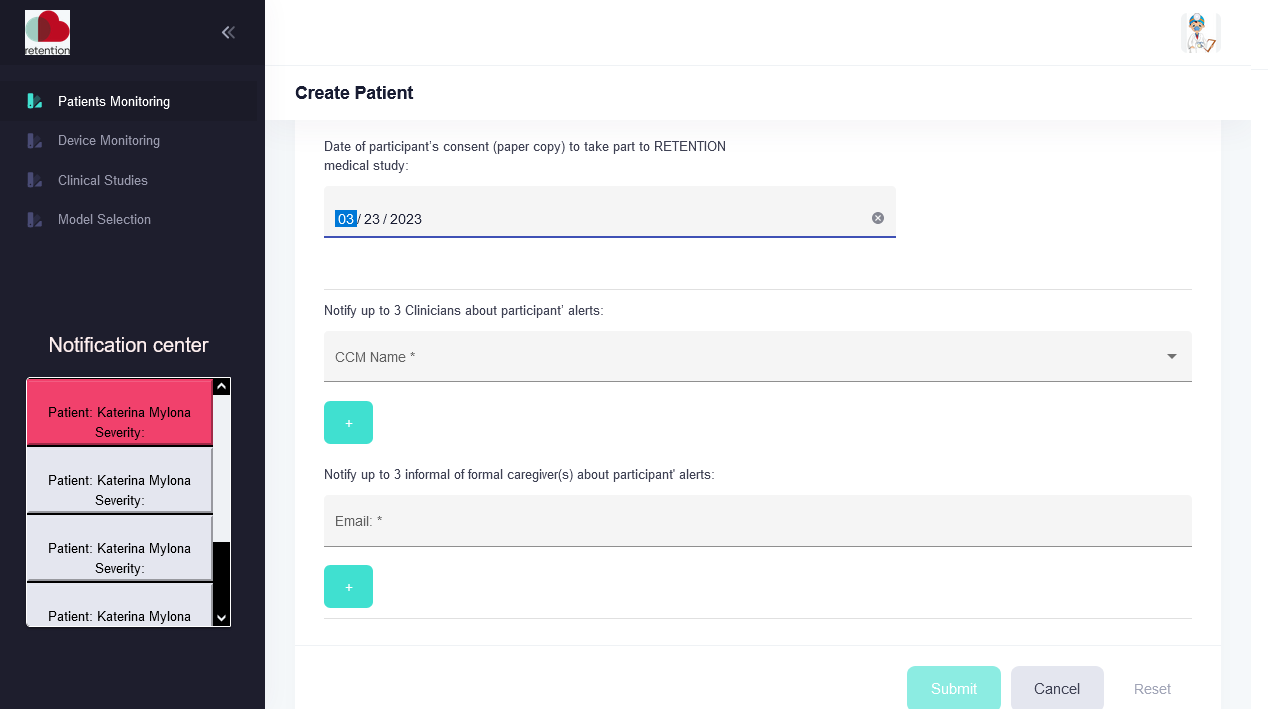 retention
Patients Monitoring
Device Monitoring
Clinical Studies
Model Selection
Notification center
Patient: Katerina Mylona
Severity:
Patient: Katerina Mylona
Severity:
Patient: Katerina Mylona
Severity:
Patient: Katerina Mylona
Create Patient
Date of participant's consent (paper copy) to take part to RETENTION
medical study:
03/ 23 / 2023
Notify up to 3 Clinicians about participant' alerts:
CCM Name *
+
Notify up to 3 informal of formal caregiver(s) about participant' alerts:
Email: *
+
Submit
Cancel
Reset